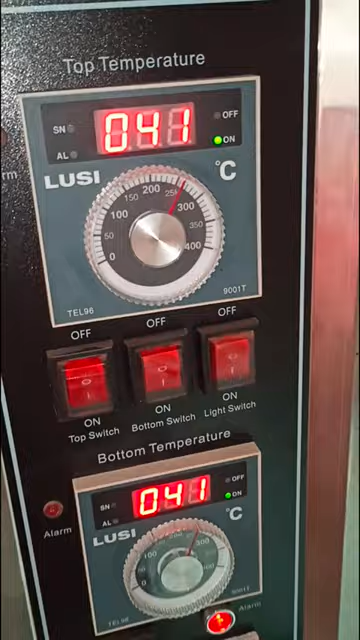 Top Temperature
SN
041
OFF
AL
ON
LUSI
°C
0
50
100
150
200
250
300
350
400
TEL96
9001T
OFF
OFF
OFF
ON
ON
ON
Top Switch
Bottom Switch
Light Switch
Bottom Temperature
SN
041
OFF
AL
ON
LUSI
°C
Alarm
0
100
300
TEL96
9001T
Alarm